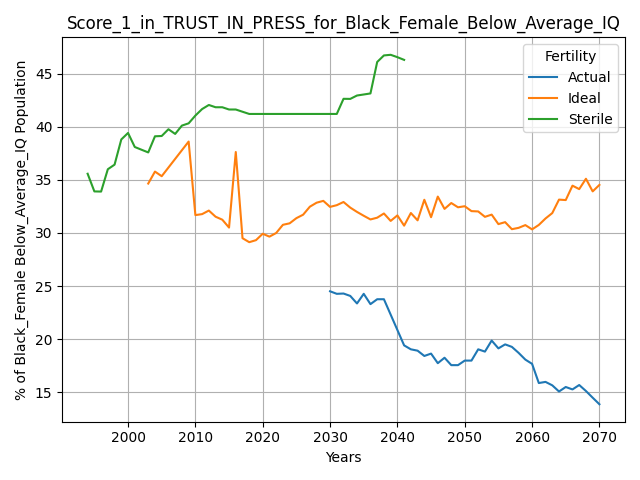 Score_1_in_TRUST_IN_PRESS_for_Black_Female_Below_Average_IQ
Fertility
Actual
Ideal
Sterile
% of Black_Female Below_Average_IQ Population
45
40
35
30
25
20
15
2000 2010 2020 2030 2040 2050 2060 2070
Years